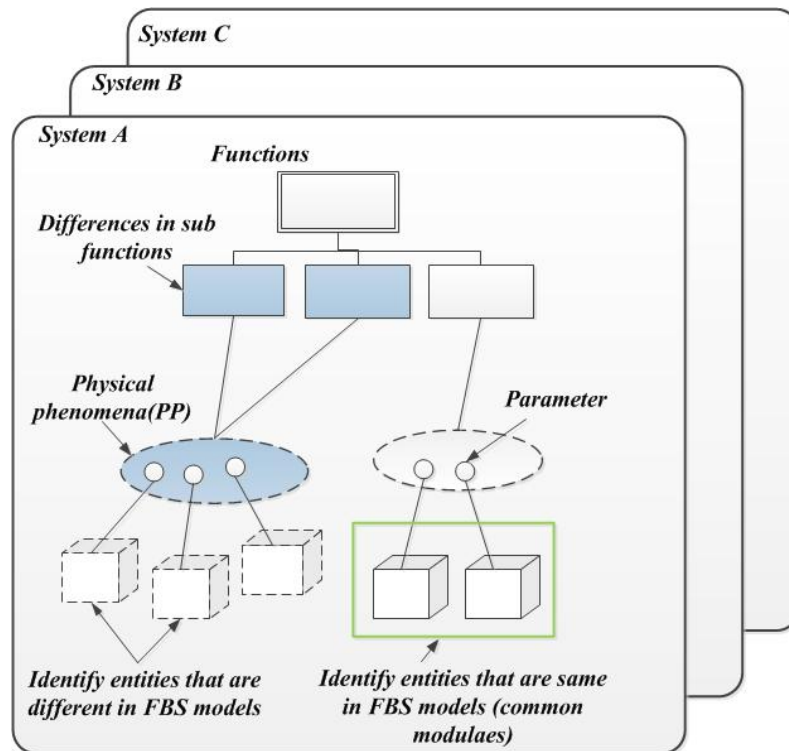 System C
System B
System A
Functions
Differences in sub
functions
Physical
phenomena(PP)
Parameter
Identify entities that are
different in FBS models
Identify entities that are same
in FBS models (common
modulaes)